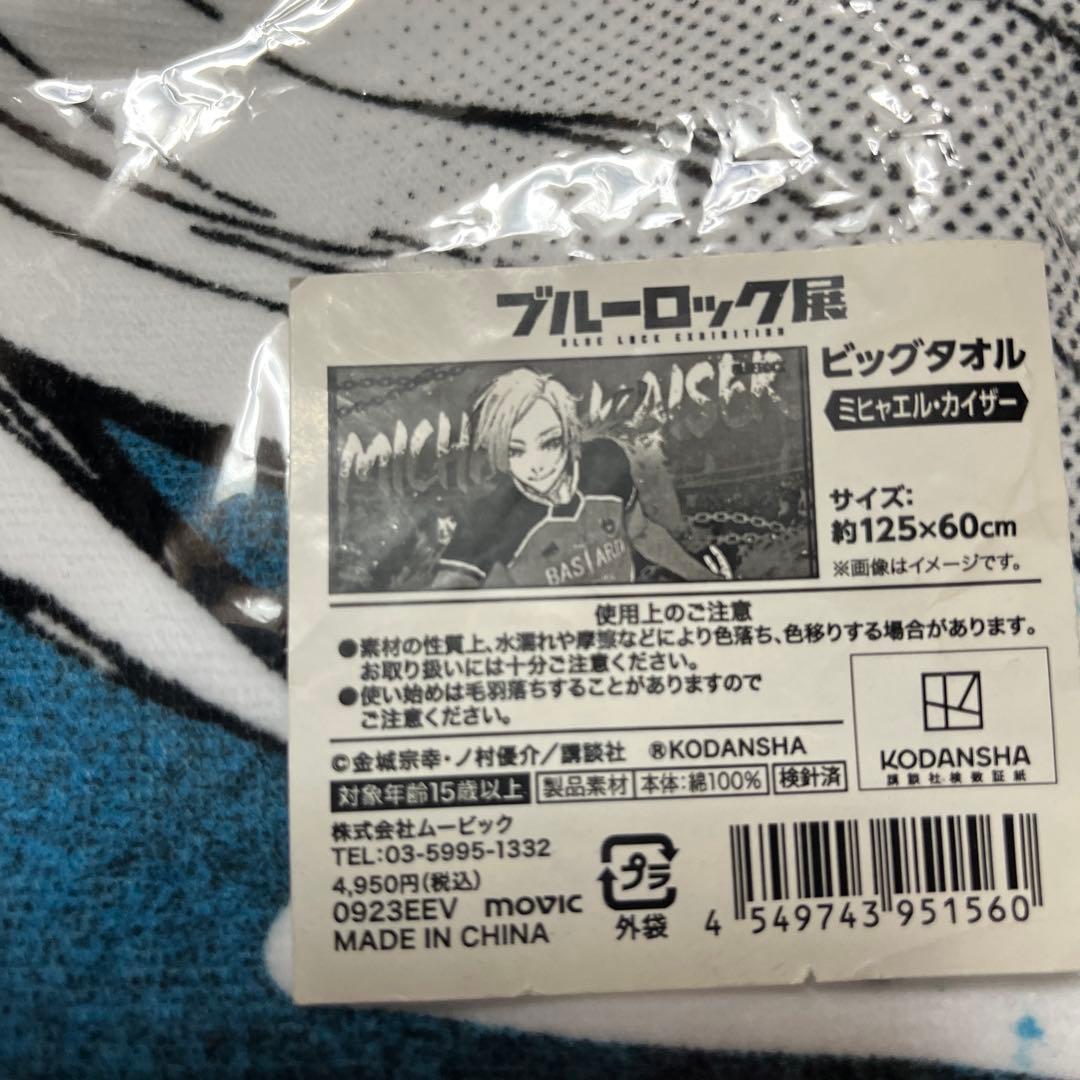 ブルーロック展
BLUE LOCK EXHIBITION
ビッグタオル
ミヒャエル・カイザー
MICH KAISER
BLUELOCK
BASTARD
サイズ:
約125×60cm
※画像はイメージです。
使用上のご注意
●素材の性質上、水濡れや摩擦などにより色落ち、色移りする場合があります。
お取り扱いには十分ご注意ください。
●使い始めは毛羽落ちすることがありますので
ご注意ください。
©金城宗幸・ノ村優介／講談社 ®KODANSHA
対象年齢15歳以上 製品素材 本体:綿100% 検針済
KODANSHA
講談社・検数証紙
株式会社ムービック
TEL:03-5995-1332
4,950円(税込)
0923EEV movic
MADE IN CHINA
プラ
外袋
4 549743 951560